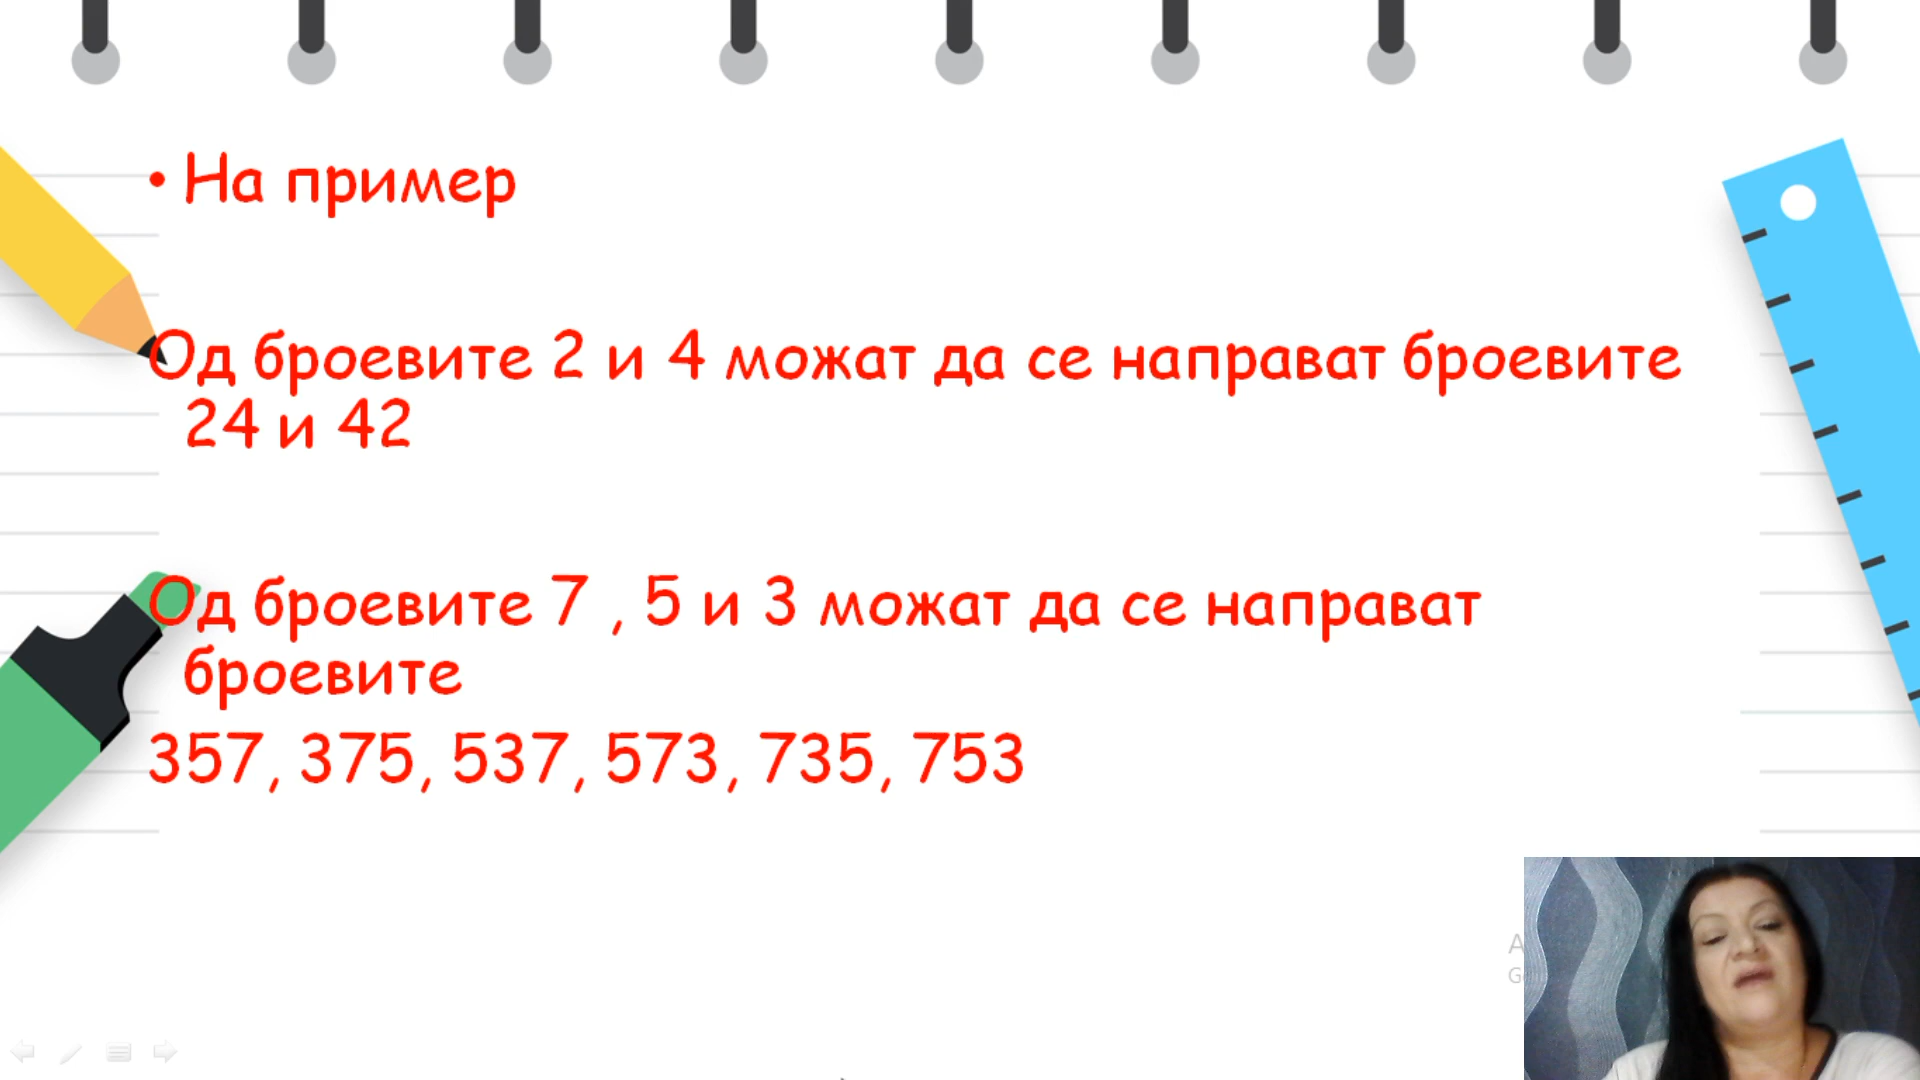 • На пример
Од броевите 2 и 4 можат да се направат броевите
24 и 42
Од броевите 7 , 5 и 3 можат да се направат
броевите
357, 375, 537, 573, 735, 753